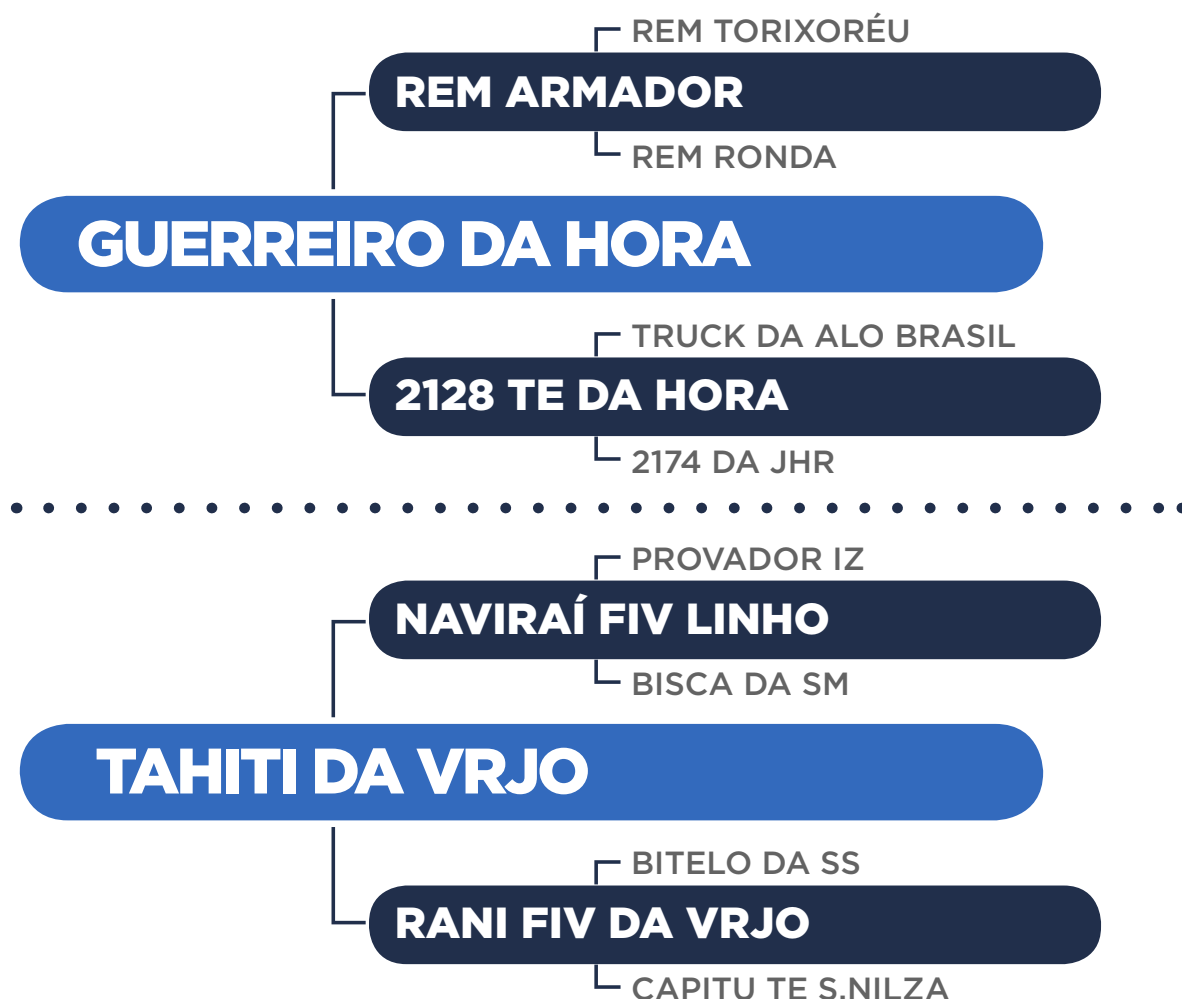 REM TORIXORÉU
REM ARMADOR
REM RONDA
GUERREIRO DA HORA
TRUCK DA ALO BRASIL
2128 TE DA HORA
2174 DA JHR
PROVADOR IZ
NAVIRAÍ FIV LINHO
BISCA DA SM
TAHITI DA VRJO
BITELO DA SS
RANI FIV DA VRJO
CAPITU TE S.NILZA